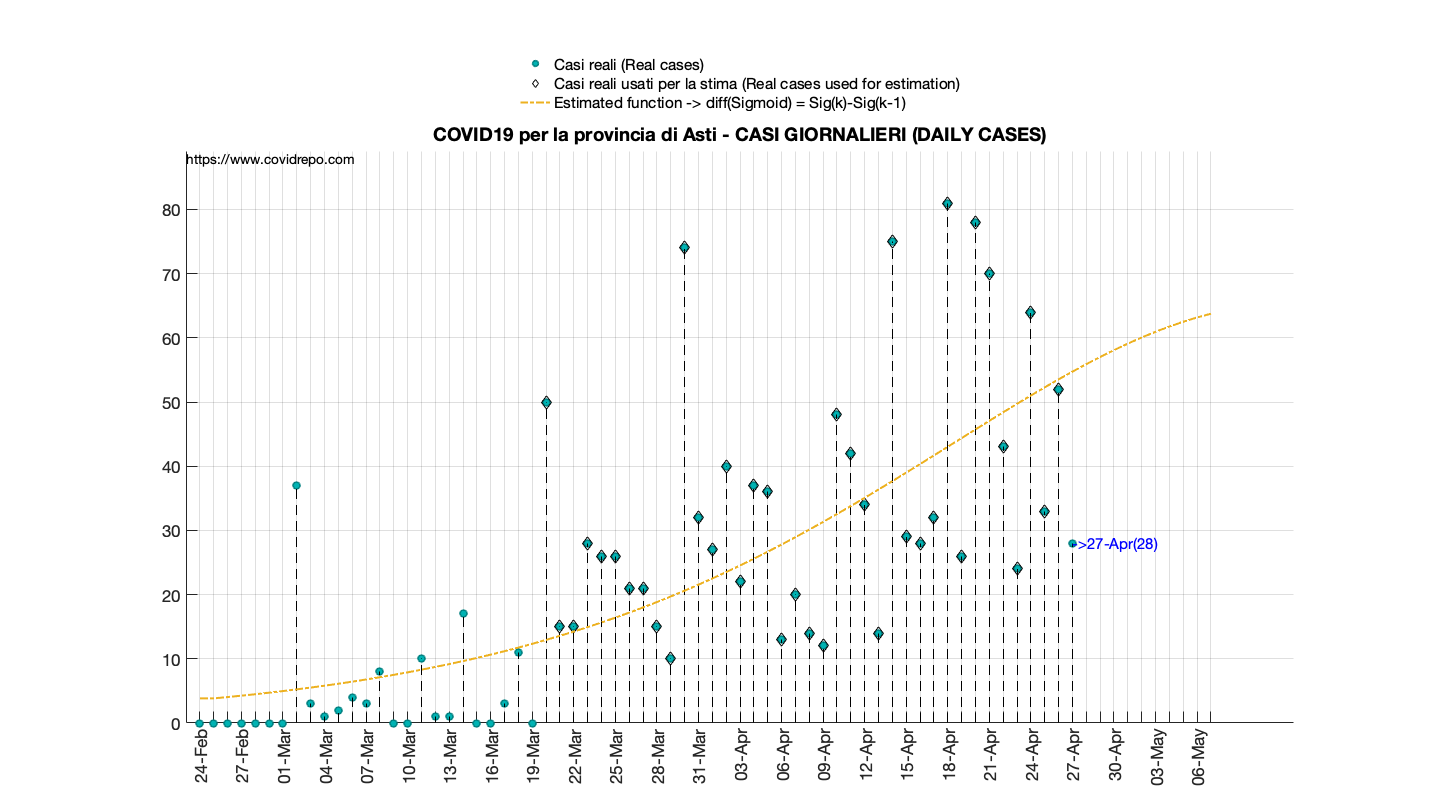 Casi reali (Real cases)
Casi reali usati per la stima (Real cases used for estimation)
Estimated function -> diff(Sigmoid) = Sig(k)-Sig(k-1)
COVID19 per la provincia di Asti - CASI GIORNALIERI (DAILY CASES)
https://www.covidrepo.com
80
70
60
50
40
30
20
10
0
->27-Apr(28)
24-Feb
27-Feb
01-Mar
04-Mar
07-Mar
10-Mar
13-Mar
16-Mar
19-Mar
22-Mar
25-Mar
28-Mar
31-Mar
03-Apr
06-Apr
09-Apr
12-Apr
15-Apr
18-Apr
21-Apr
24-Apr
27-Apr
30-Apr
03-May
06-May